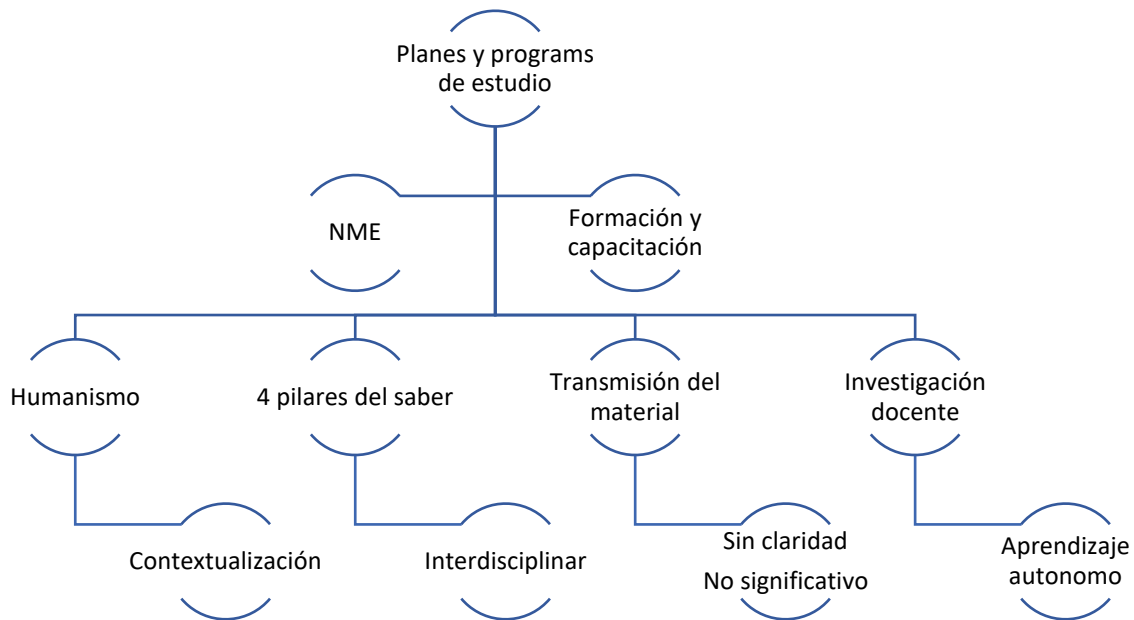 Planes y programs
de estudio
NME
Formación y
capacitación
Humanismo
4 pilares del saber
Transmisión del
material
Investigación
docente
Contextualización
Interdisciplinar
Sin claridad
No significativo
Aprendizaje
autonomo